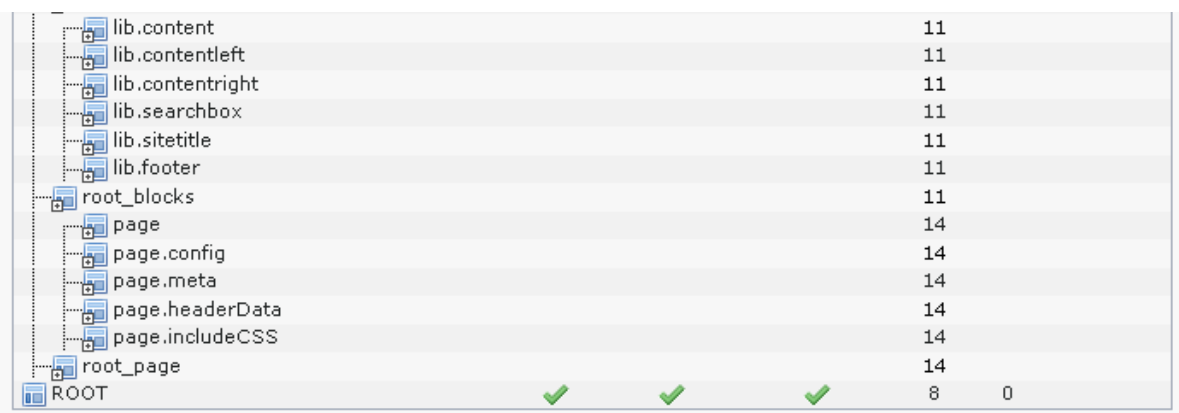 lib.content 11
lib.contentleft 11
lib.contentright 11
lib.searchbox 11
lib.sitetitle 11
lib.footer 11
root_blocks 11
page 14
page.config 14
page.meta 14
page.headerData 14
page.includeCSS 14
root_page 14
ROOT 8 0